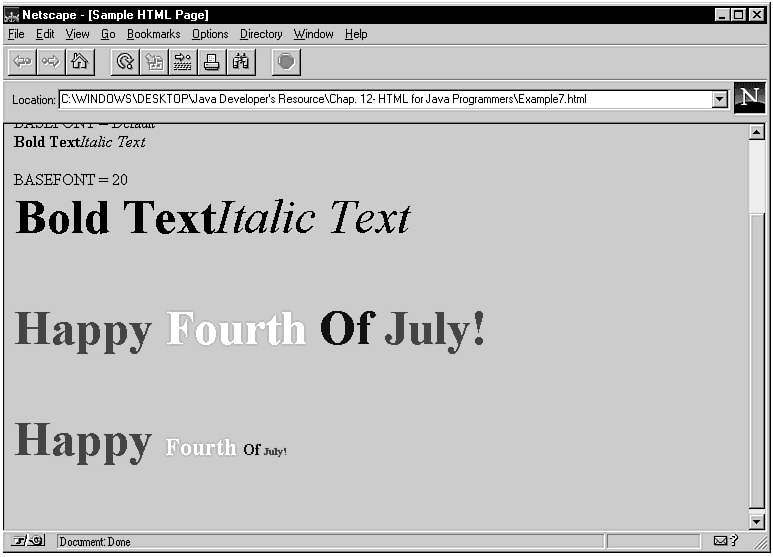 Netscape - [Sample HTML Page]
File Edit View Go Bookmarks Options Directory Window Help
Location: C:\WINDOWS\DESKTOP\Java Developer's Resource\Chap. 12- HTML for Java Programmers\Example7.html
N
BASEFONT = Default
Bold TextItalic Text
BASEFONT = 20
Bold TextItalic Text
Happy Fourth Of July!
Happy Fourth Of July!
Document: Done
?